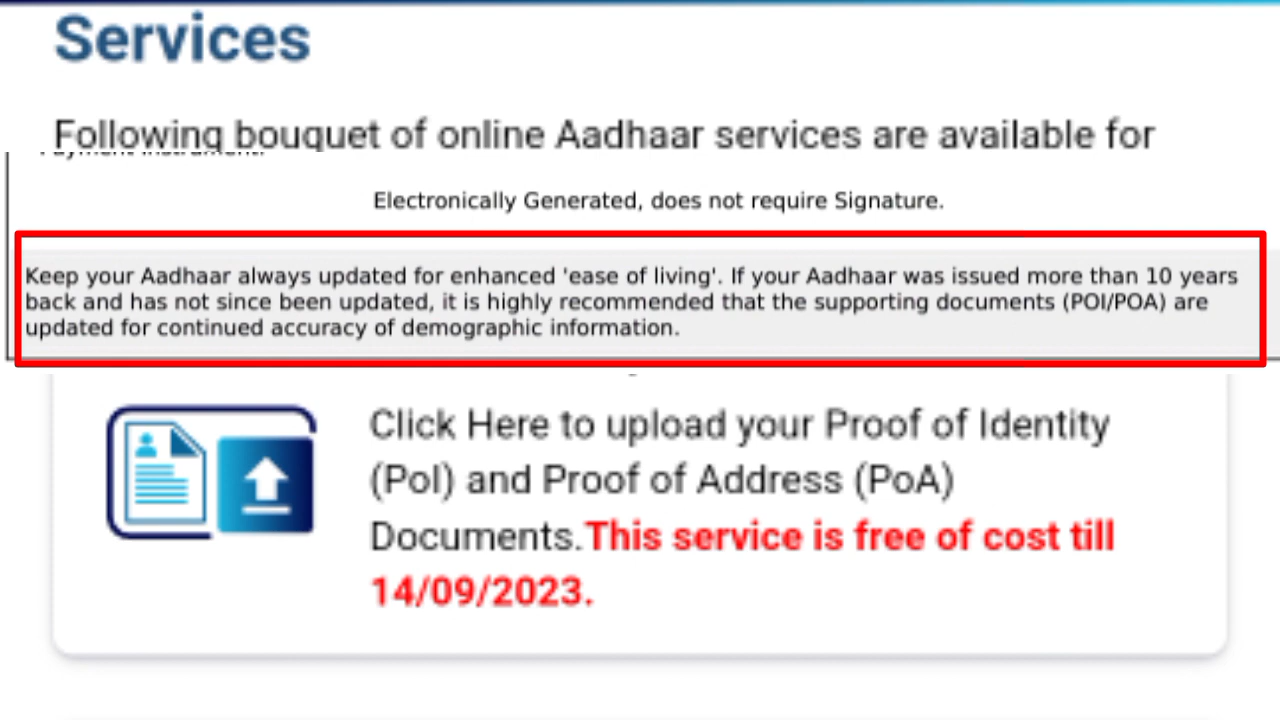 Services
Following bouquet of online Aadhaar services are available for
Payment Instrument.
Electronically Generated, does not require Signature.
Keep your Aadhaar always updated for enhanced 'ease of living'. If your Aadhaar was issued more than 10 years
back and has not since been updated, it is highly recommended that the supporting documents (POI/POA) are
updated for continued accuracy of demographic information.
Click Here to upload your Proof of Identity
(PoI) and Proof of Address (PoA)
Documents.This service is free of cost till
14/09/2023.